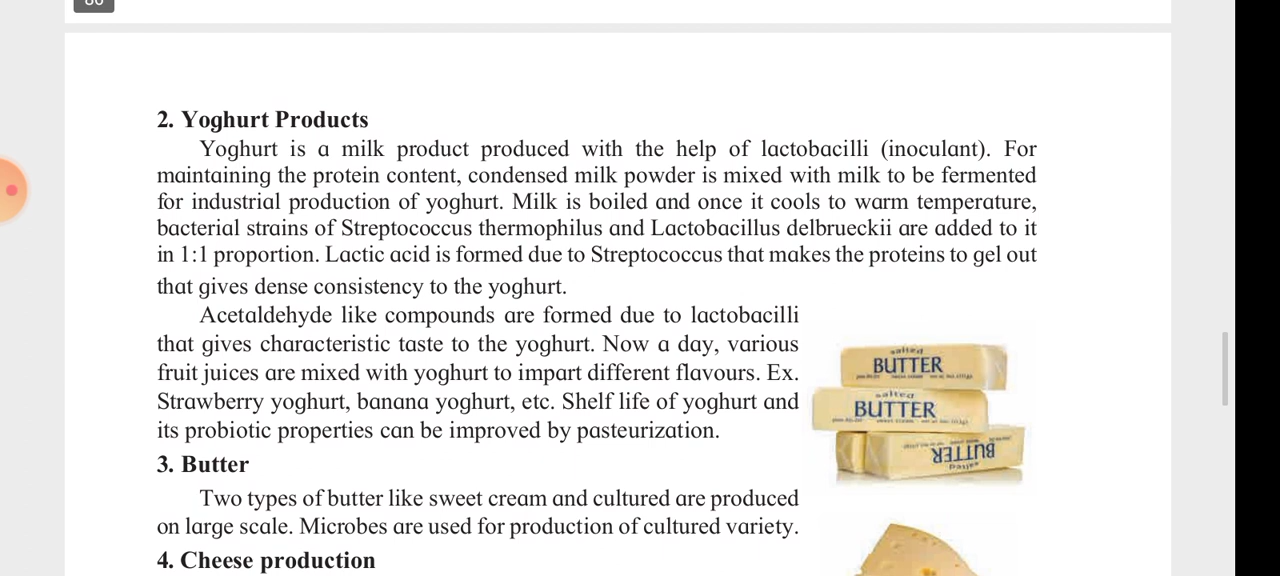 2. Yoghurt Products
Yoghurt is a milk product produced with the help of lactobacilli (inoculant). For
maintaining the protein content, condensed milk powder is mixed with milk to be fermented
for industrial production of yoghurt. Milk is boiled and once it cools to warm temperature,
bacterial strains of Streptococcus thermophilus and Lactobacillus delbrueckii are added to it
in 1:1 proportion. Lactic acid is formed due to Streptococcus that makes the proteins to gel out
that gives dense consistency to the yoghurt.
Acetaldehyde like compounds are formed due to lactobacilli
that gives characteristic taste to the yoghurt. Now a day, various
fruit juices are mixed with yoghurt to impart different flavours. Ex.
Strawberry yoghurt, banana yoghurt, etc. Shelf life of yoghurt and
its probiotic properties can be improved by pasteurization.
salted
BUTTER
salted
BUTTER
BUTTER
salted
3. Butter
Two types of butter like sweet cream and cultured are produced
on large scale. Microbes are used for production of cultured variety.
4. Cheese production